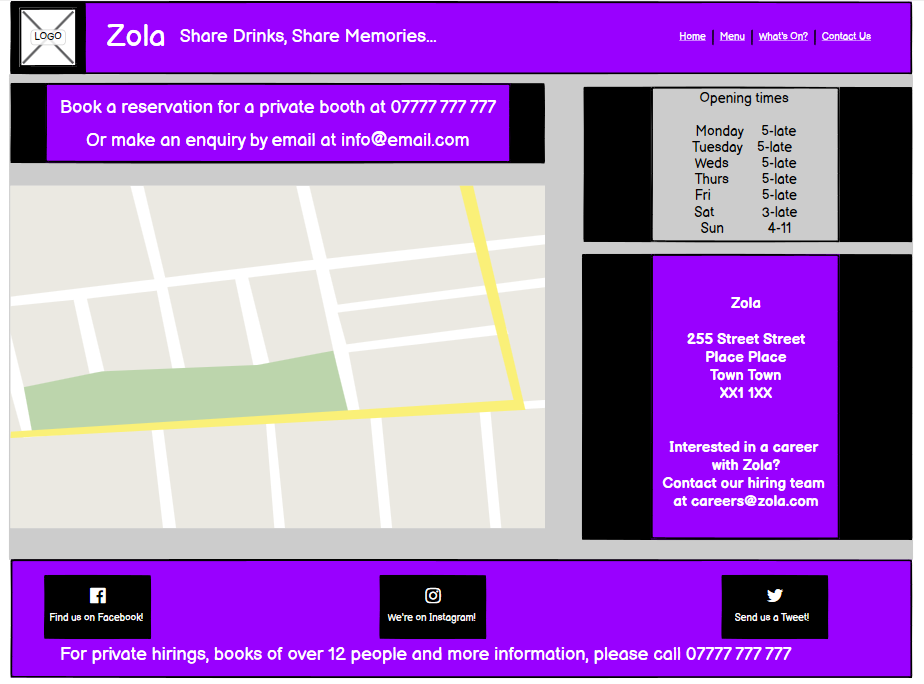 LOGO
Zola Share Drinks, Share Memories...
Home | Menu | What's On? | Contact Us
Book a reservation for a private booth at 07777 777 777
Or make an enquiry by email at info@email.com
Opening times
Monday 5-late
Tuesday 5-late
Weds 5-late
Thurs 5-late
Fri 5-late
Sat 3-late
Sun 4-11
Zola
255 Street Street
Place Place
Town Town
XX1 1XX
Interested in a career
with Zola?
Contact our hiring team
at careers@zola.com
Find us on Facebook!
We're on Instagram!
Send us a Tweet!
For private hirings, books of over 12 people and more information, please call 07777 777 777